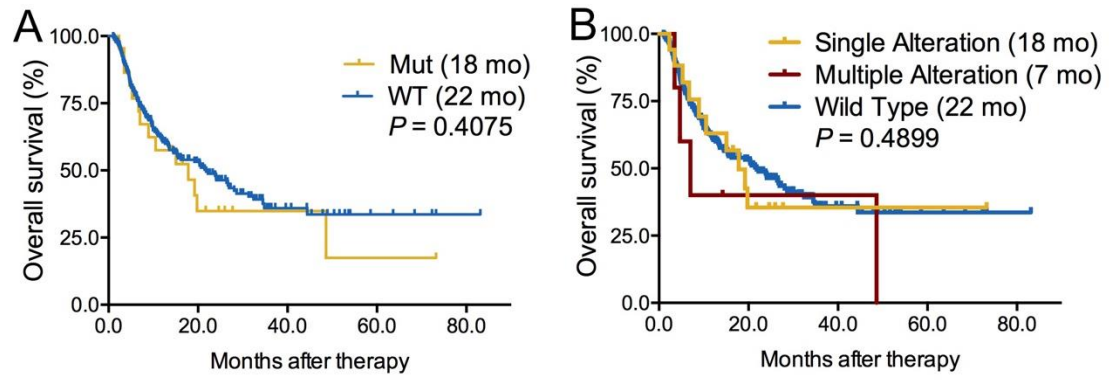 A
Overall survival (%)
100.0
75.0
50.0
25.0
0.0
0.0 20.0 40.0 60.0 80.0
Months after therapy
Mut (18 mo)
WT (22 mo)
P = 0.4075
B
Overall survival (%)
100.0
75.0
50.0
25.0
0.0
0.0 20.0 40.0 60.0 80.0
Months after therapy
Single Alteration (18 mo)
Multiple Alteration (7 mo)
Wild Type (22 mo)
P = 0.4899